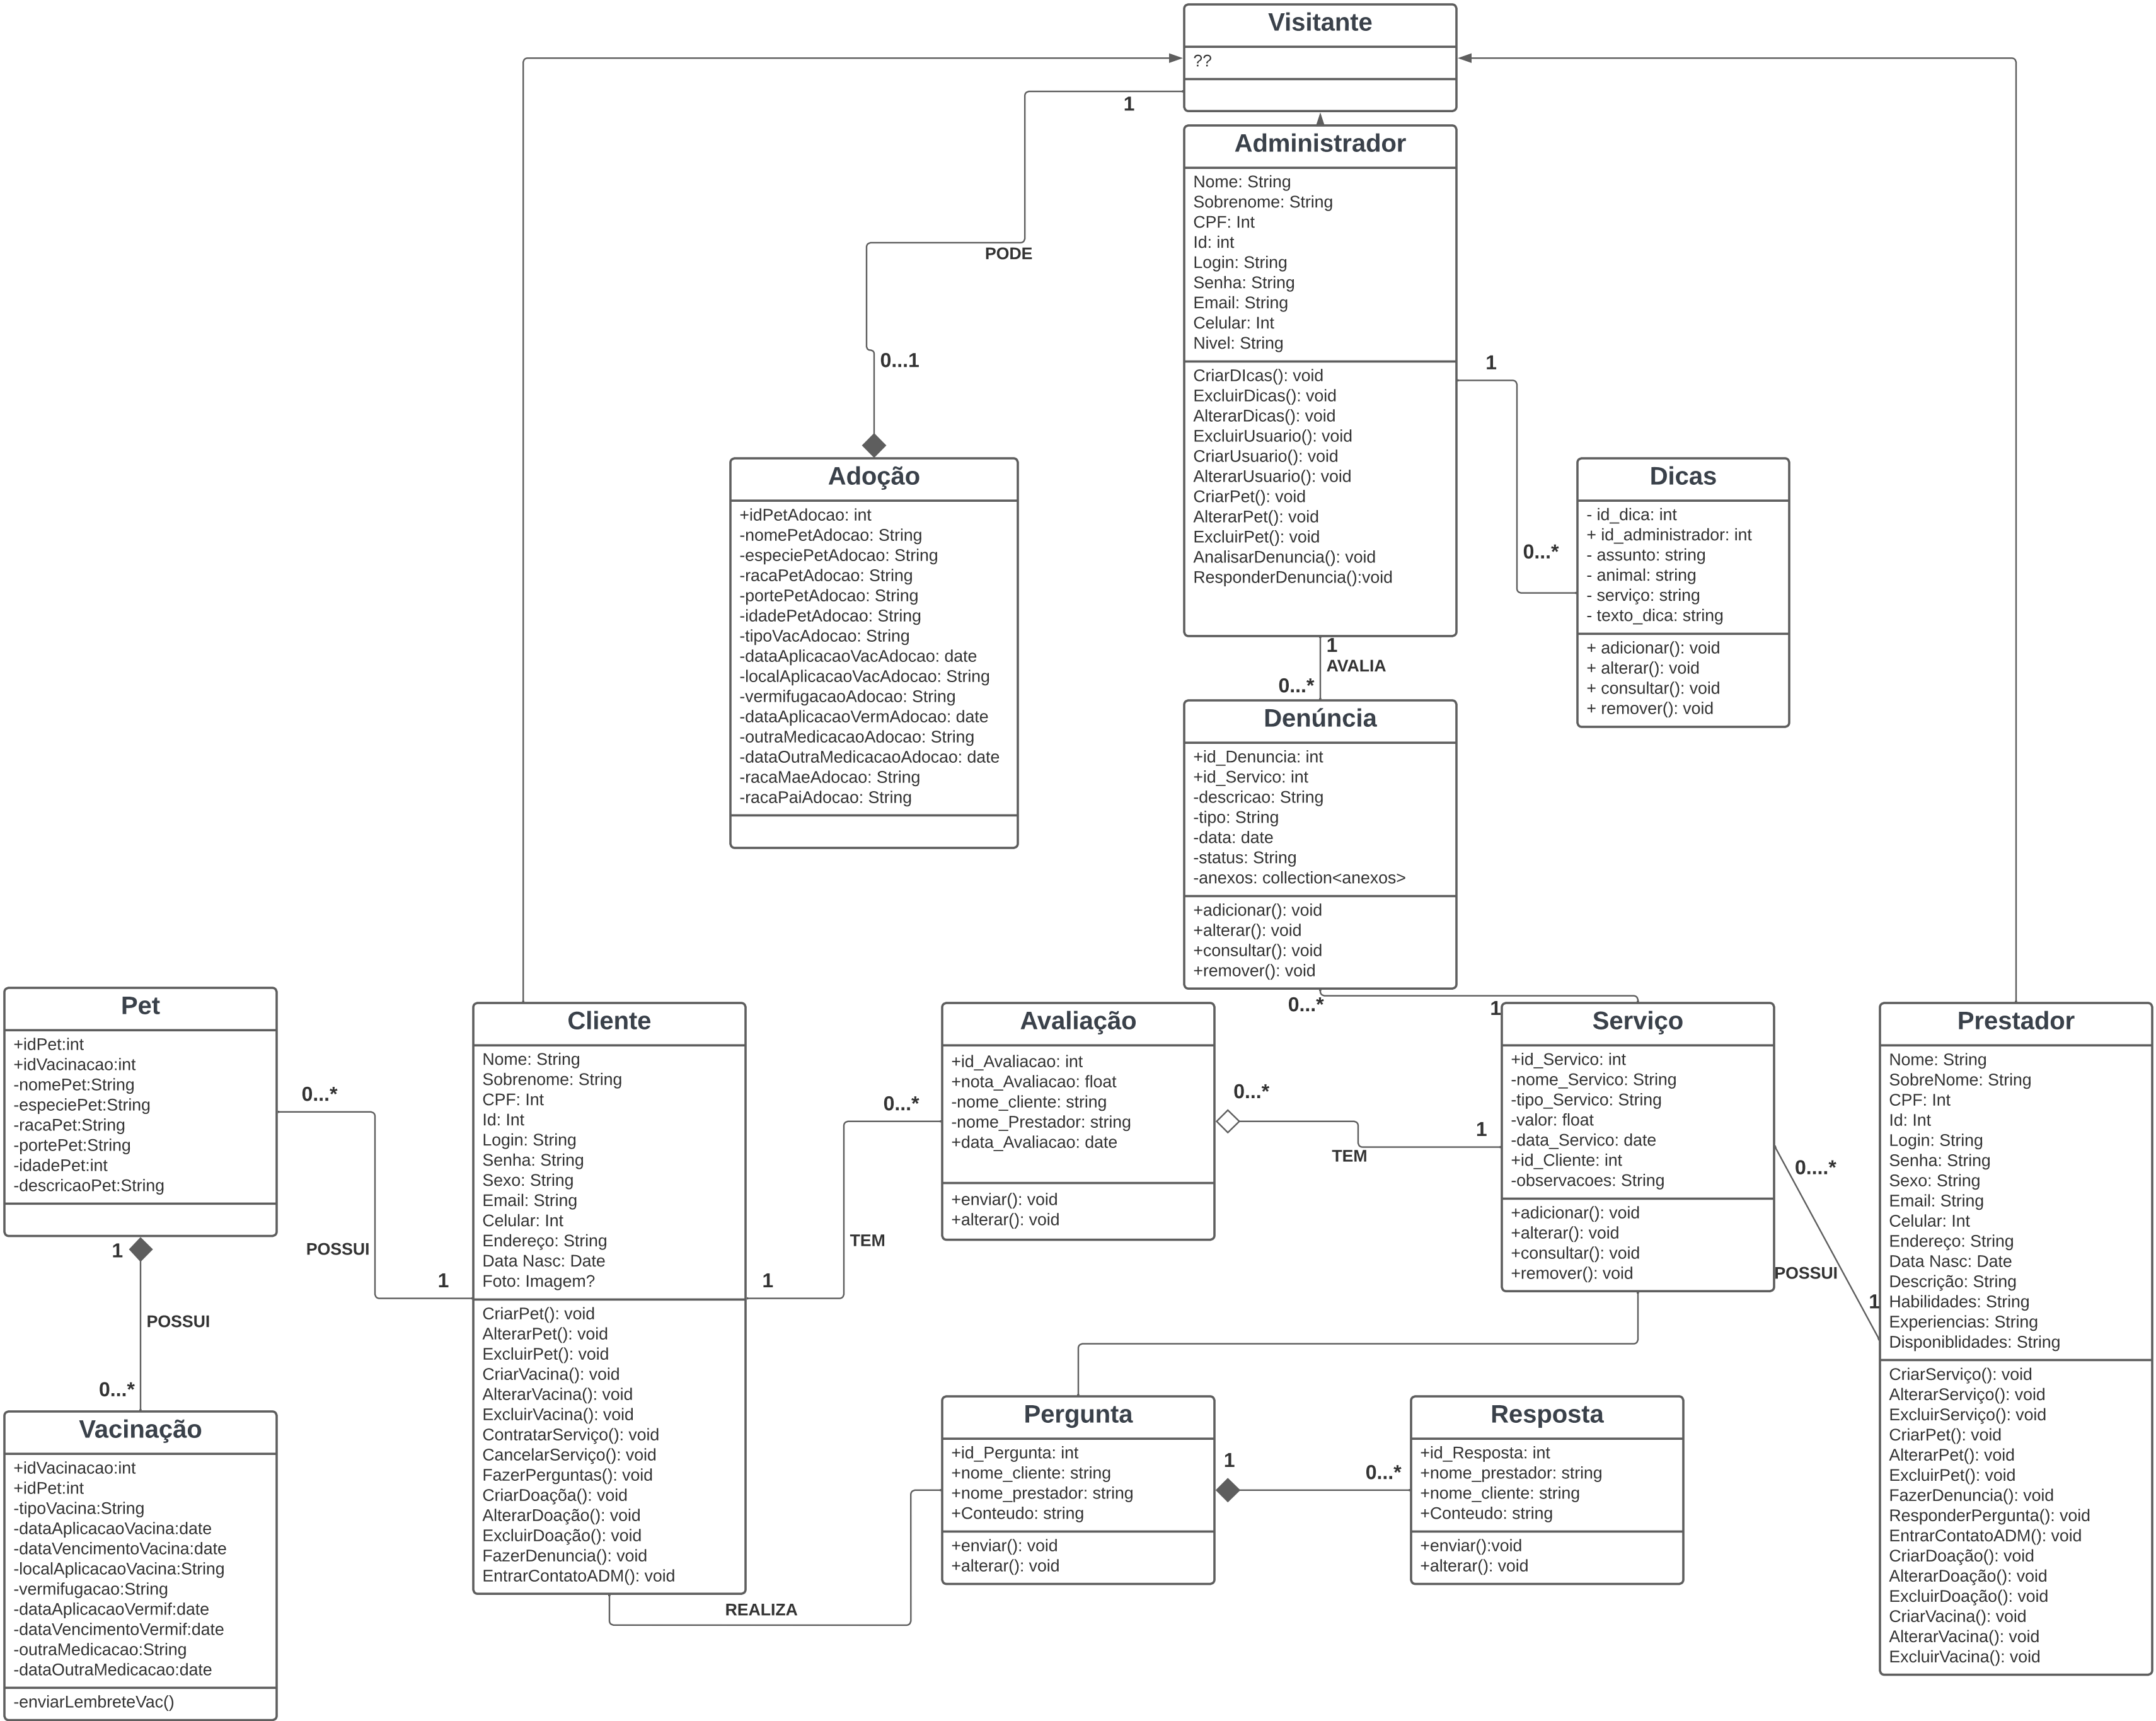 Visitante
??
1
PODE
0...1
Administrador
Nome: String
Sobrenome: String
CPF: Int
Id: int
Login: String
Senha: String
Email: String
Celular: Int
Nivel: String
CriarDIcas(): void
ExcluirDicas(): void
AlterarDicas(): void
ExcluirUsuario(): void
CriarUsuario(): void
AlterarUsuario(): void
CriarPet(): void
AlterarPet(): void
ExcluirPet(): void
AnalisarDenuncia(): void
ResponderDenuncia():void
1
0...*
Adoção
+idPetAdocao: int
-nomePetAdocao: String
-especiePetAdocao: String
-racaPetAdocao: String
-portePetAdocao: String
-idadePetAdocao: String
-tipoVacAdocao: String
-dataAplicacaoVacAdocao: date
-localAplicacaoVacAdocao: String
-vermifugacaoAdocao: String
-dataAplicacaoVermAdocao: date
-outraMedicacaoAdocao: String
-dataOutraMedicacaoAdocao: date
-racaMaeAdocao: String
-racaPaiAdocao: String
Dicas
- id_dica: int
+ id_administrador: int
- assunto: string
- animal: string
- serviço: string
- texto_dica: string
+ adicionar(): void
+ alterar(): void
+ consultar(): void
+ remover(): void
1
AVALIA
0...*
Denúncia
+id_Denuncia: int
+id_Servico: int
-descricao: String
-tipo: String
-data: date
-status: String
-anexos: collection<anexos>
+adicionar(): void
+alterar(): void
+consultar(): void
+remover(): void
0...*
1
Pet
+idPet:int
+idVacinacao:int
-nomePet:String
-especiePet:String
-racaPet:String
-portePet:String
-idadePet:int
-descricaoPet:String
0...*
POSSUI
1
1
POSSUI
0...*
Vacinação
+idVacinacao:int
+idPet:int
-tipoVacina:String
-dataAplicacaoVacina:date
-dataVencimentoVacina:date
-localAplicacaoVacina:String
-vermifugacao:String
-dataAplicacaoVermif:date
-dataVencimentoVermif:date
-outraMedicacao:String
-dataOutraMedicacao:date
-enviarLembreteVac()
Cliente
Nome: String
Sobrenome: String
CPF: Int
Id: Int
Login: String
Senha: String
Sexo: String
Email: String
Celular: Int
Endereço: String
Data Nasc: Date
Foto: Imagem?
CriarPet(): void
AlterarPet(): void
ExcluirPet(): void
CriarVacina(): void
AlterarVacina(): void
ExcluirVacina(): void
ContratarServiço(): void
CancelarServiço(): void
FazerPerguntas(): void
CriarDoaçõa(): void
AlterarDoação(): void
ExcluirDoação(): void
FazerDenuncia(): void
EntrarContatoADM(): void
0...*
TEM
1
REALIZA
Avaliação
+id_Avaliacao: int
+nota_Avaliacao: float
-nome_cliente: string
-nome_Prestador: string
+data_Avaliacao: date
+enviar(): void
+alterar(): void
0...*
TEM
1
Serviço
+id_Servico: int
-nome_Servico: String
-tipo_Servico: String
-valor: float
-data_Servico: date
+id_Cliente: int
-observacoes: String
+adicionar(): void
+alterar(): void
+consultar(): void
+remover(): void
0....*
POSSUI
1
Prestador
Nome: String
SobreNome: String
CPF: Int
Id: Int
Login: String
Senha: String
Sexo: String
Email: String
Celular: Int
Endereço: String
Data Nasc: Date
Descrição: String
Habilidades: String
Experiencias: String
Disponiblidades: String
CriarServiço(): void
AlterarServiço(): void
ExcluirServiço(): void
CriarPet(): void
AlterarPet(): void
ExcluirPet(): void
FazerDenuncia(): void
ResponderPergunta(): void
EntrarContatoADM(): void
CriarDoação(): void
AlterarDoação(): void
ExcluirDoação(): void
CriarVacina(): void
AlterarVacina(): void
ExcluirVacina(): void
Pergunta
+id_Pergunta: int
+nome_cliente: string
+nome_prestador: string
+Conteudo: string
+enviar(): void
+alterar(): void
1
0...*
Resposta
+id_Resposta: int
+nome_prestador: string
+nome_cliente: string
+Conteudo: string
+enviar():void
+alterar(): void